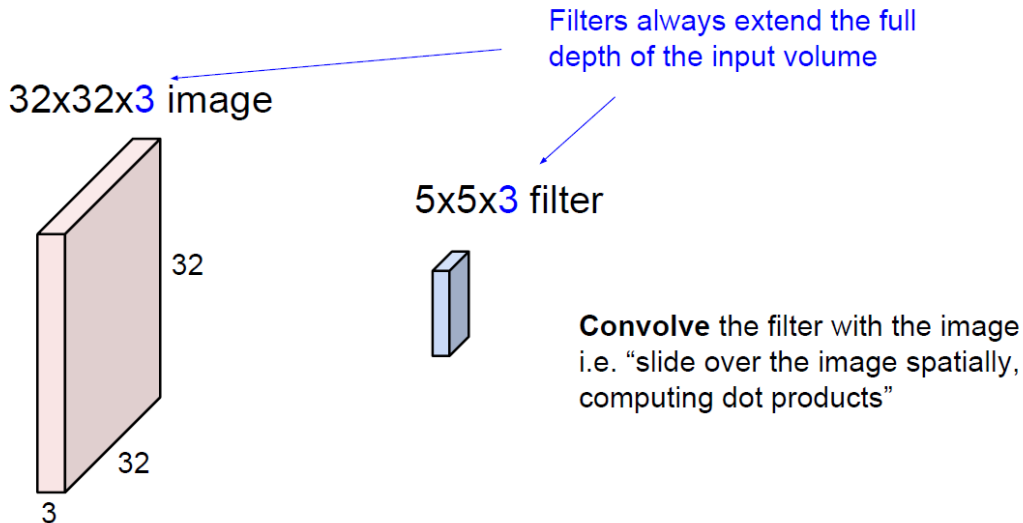 Filters always extend the full
depth of the input volume
32x32x3 image
5x5x3 filter
32
32
3
Convolve the filter with the image
i.e. “slide over the image spatially,
computing dot products”